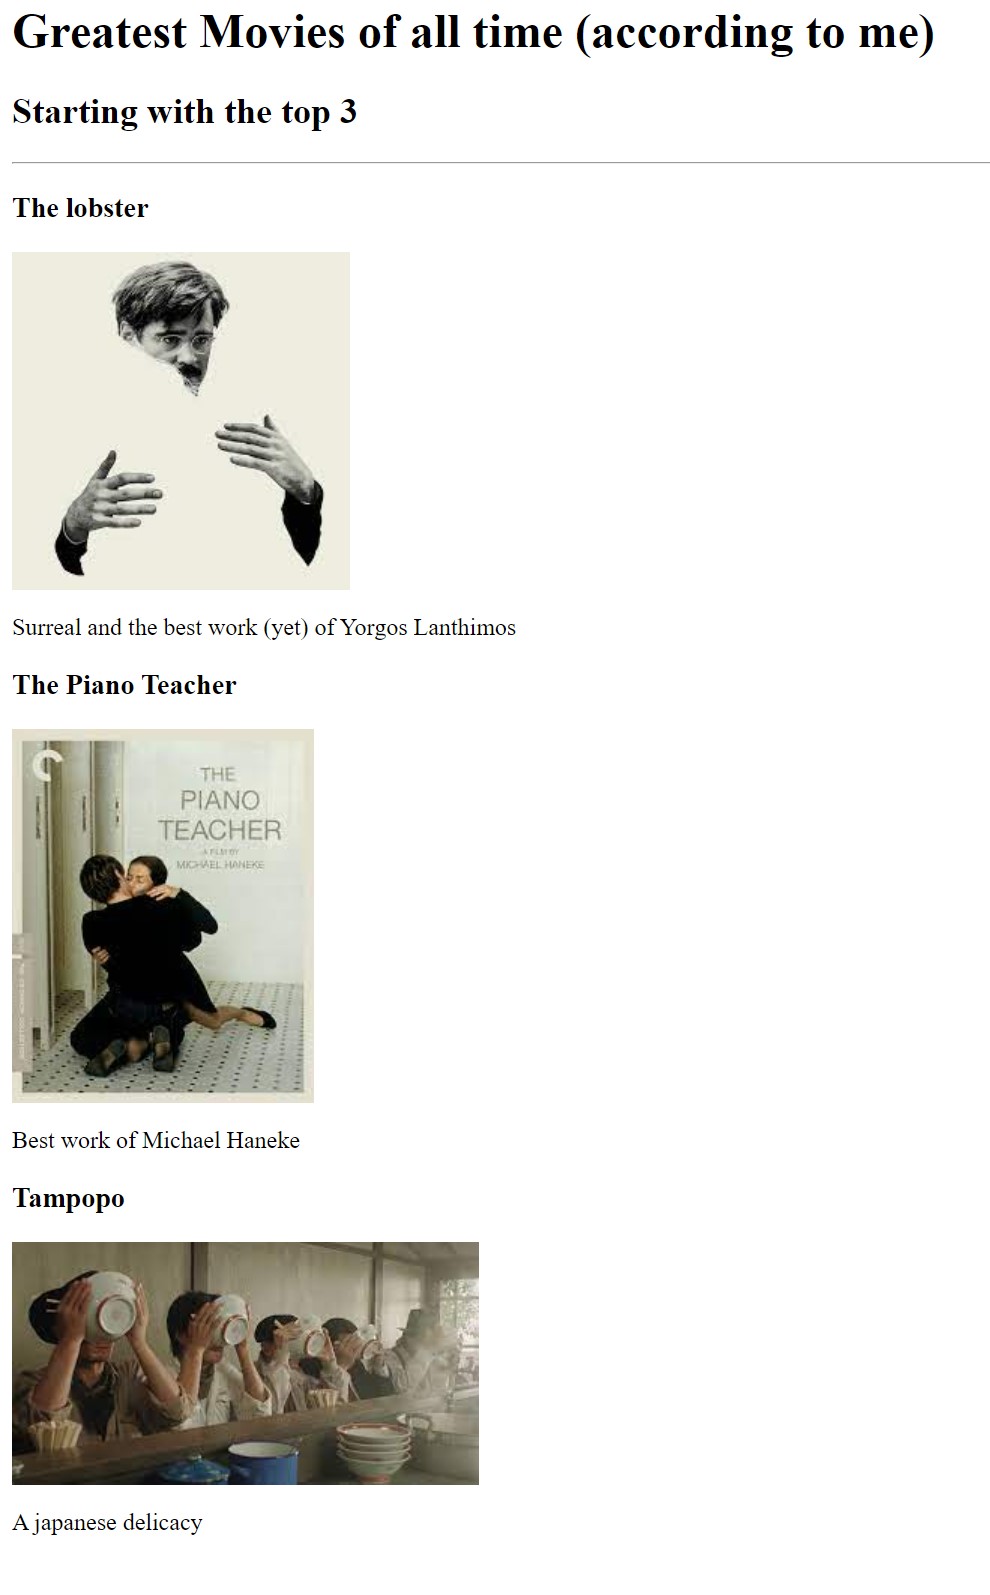 Greatest Movies of all time (according to me)
Starting with the top 3
The lobster
Surreal and the best work (yet) of Yorgos Lanthimos
The Piano Teacher
THE
PIANO
TEACHER
A FILM BY
MICHAEL HANEKE
Best work of Michael Haneke
Tampopo
A japanese delicacy